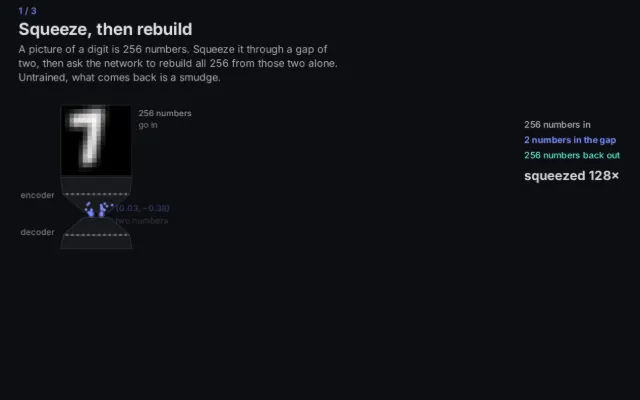 1 / 3
Squeeze, then rebuild
A picture of a digit is 256 numbers. Squeeze it through a gap of
two, then ask the network to rebuild all 256 from those two alone.
Untrained, what comes back is a smudge.
256 numbers
go in
256 numbers in
2 numbers in the gap
256 numbers back out
squeezed 128×
encoder
(0.03, −0.38)
two numbers
decoder